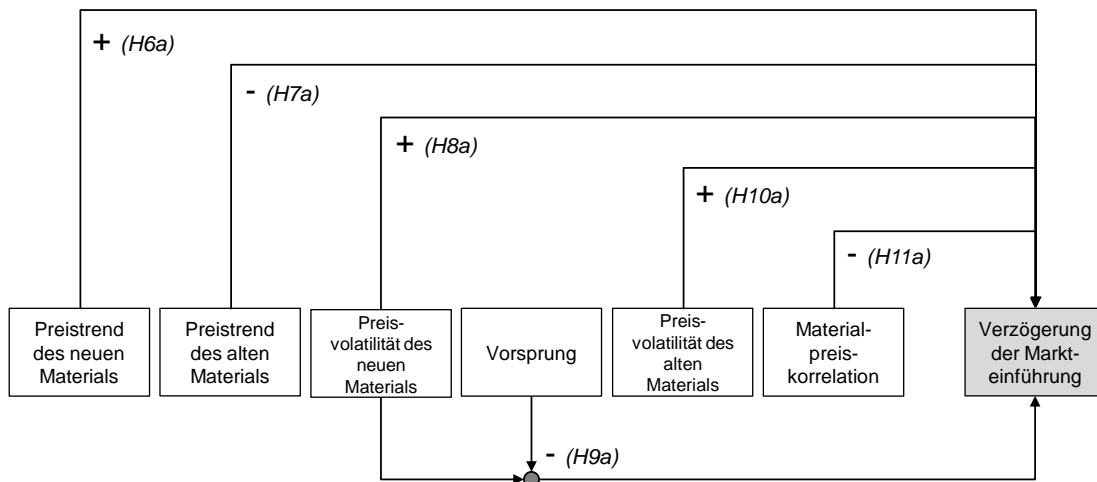 + (H6a)
- (H7a)
+ (H8a)
+ (H10a)
- (H11a)
Preistrend
des neuen
Materials
Preistrend
des alten
Materials
Preis-
volatilität des
neuen
Materials
Vorsprung
Preis-
volatilität des
alten
Materials
Material-
preis-
korrelation
Verzögerung
der Markt-
einführung
- (H9a)